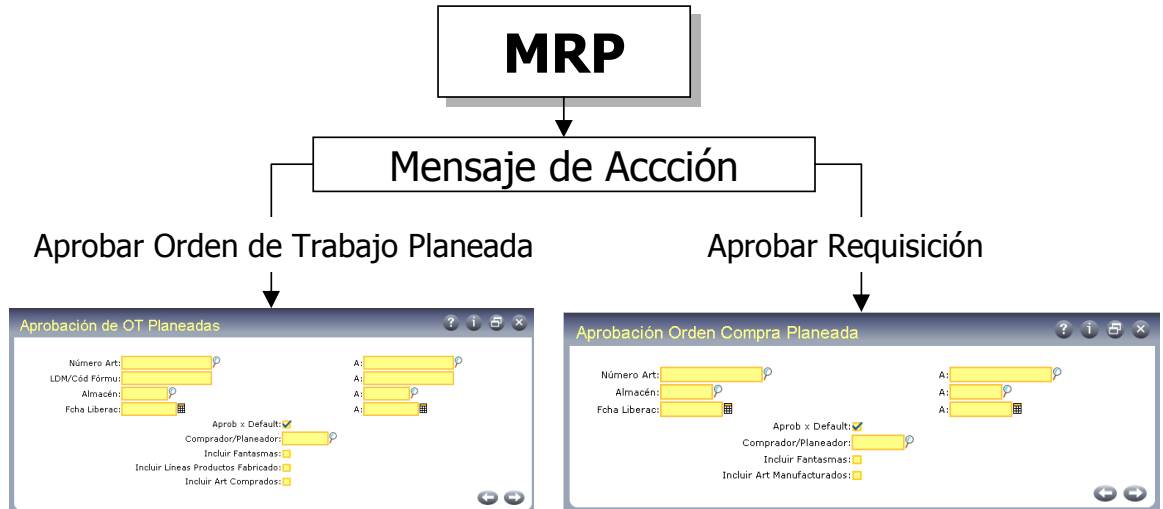 MRP
Mensaje de Accción
Aprobar Orden de Trabajo Planeada
Aprobar Requisición
Aprobación de OT Planeadas
Número Art: A:
LDM/Cód Fórmu: A:
Almacén: A:
Fcha Liberac: A:
Aprob x Default:
Comprador/Planeador:
Incluir Fantasmas:
Incluir Líneas Productos Fabricado:
Incluir Art Comprados:
Aprobación Orden Compra Planeada
Número Art: A:
Almacén: A:
Fcha Liberac: A:
Aprob x Default:
Comprador/Planeador:
Incluir Fantasmas:
Incluir Art Manufacturados: